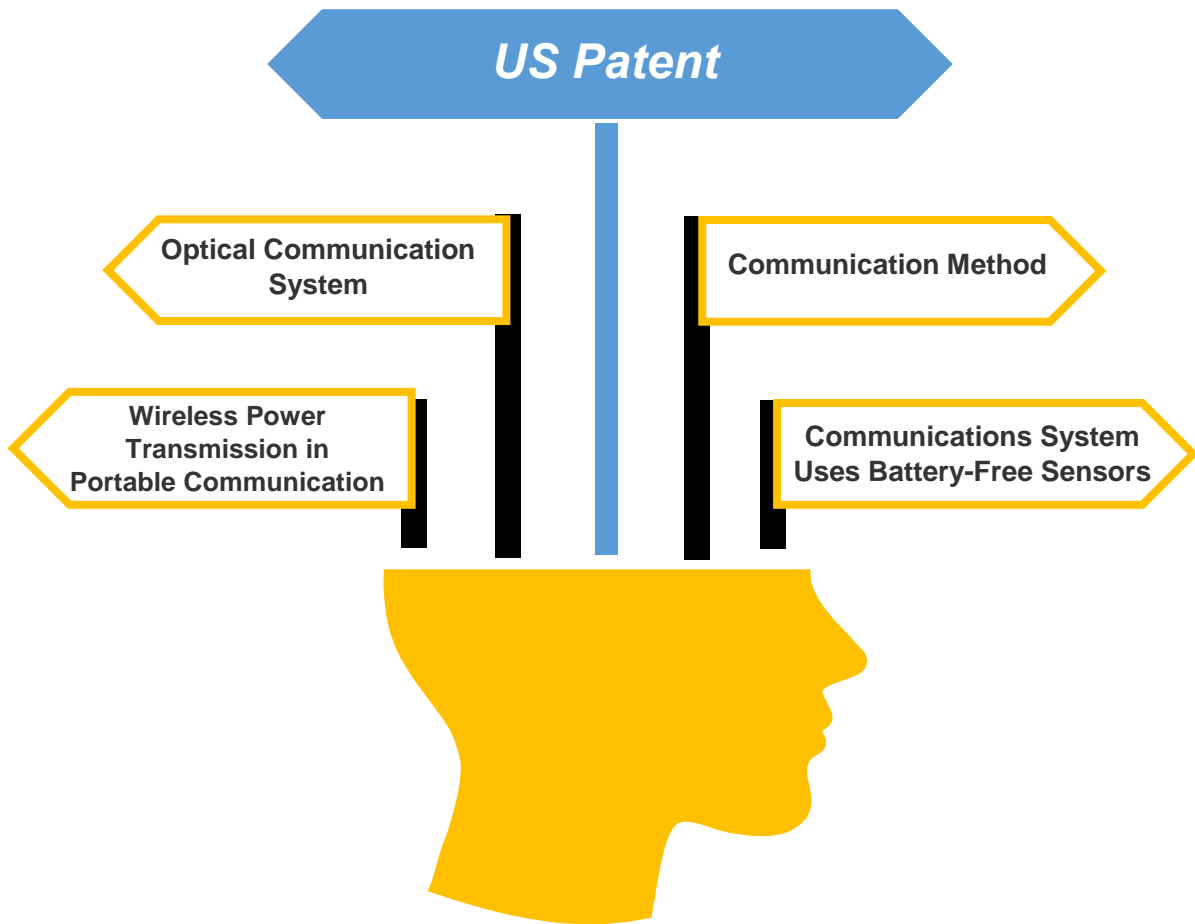 US Patent
Optical Communication
System
Communication Method
Wireless Power
Transmission in
Portable Communication
Communications System
Uses Battery-Free Sensors